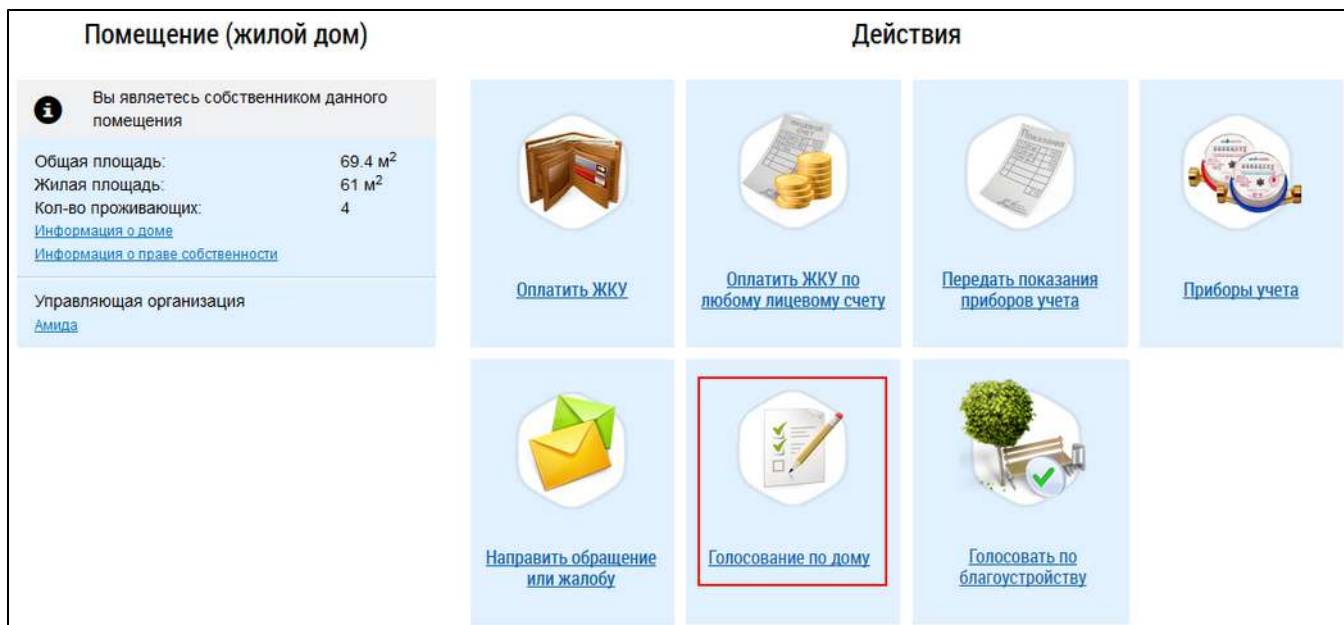 Помещение (жилой дом)
Действия
Вы являетесь собственником данного
помещения
Общая площадь: 69.4 м²
Жилая площадь: 61 м²
Кол-во проживающих: 4
Информация о доме
Информация о праве собственности
Управляющая организация
Амида
Оплатить ЖКУ
Оплатить ЖКУ по
любому лицевому счету
Передать показания
приборов учета
Приборы учета
Направить обращение
или жалобу
Голосование по дому
Голосовать по
благоустройству